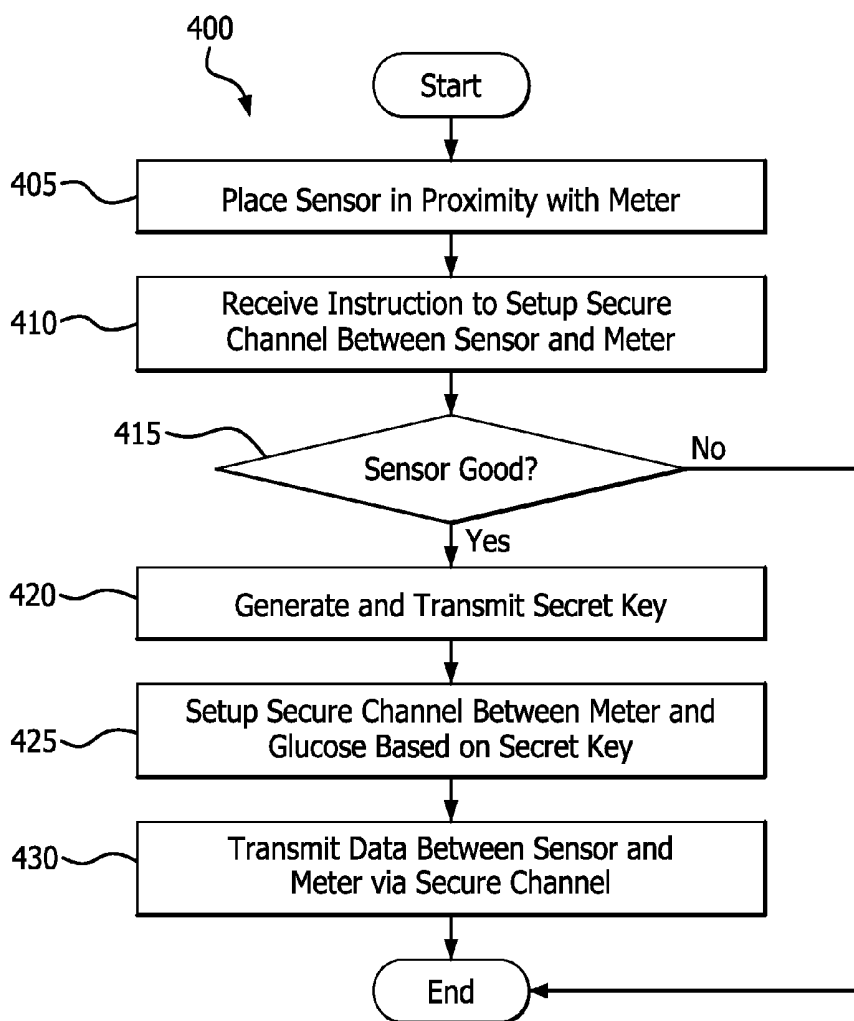 400
Start
405
Place Sensor in Proximity with Meter
410
Receive Instruction to Setup Secure
Channel Between Sensor and Meter
415
Sensor Good?
No
Yes
420
Generate and Transmit Secret Key
425
Setup Secure Channel Between Meter and
Glucose Based on Secret Key
430
Transmit Data Between Sensor and
Meter via Secure Channel
End